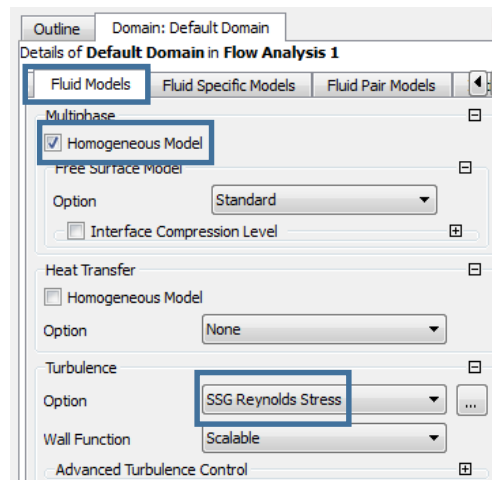 Outline Domain: Default Domain
Details of Default Domain in Flow Analysis 1
Fluid Models Fluid Specific Models Fluid Pair Models
Multiphase
Homogeneous Model
Free Surface Model
Option Standard
Interface Compression Level
Heat Transfer
Homogeneous Model
Option None
Turbulence
Option SSG Reynolds Stress ...
Wall Function Scalable
Advanced Turbulence Control